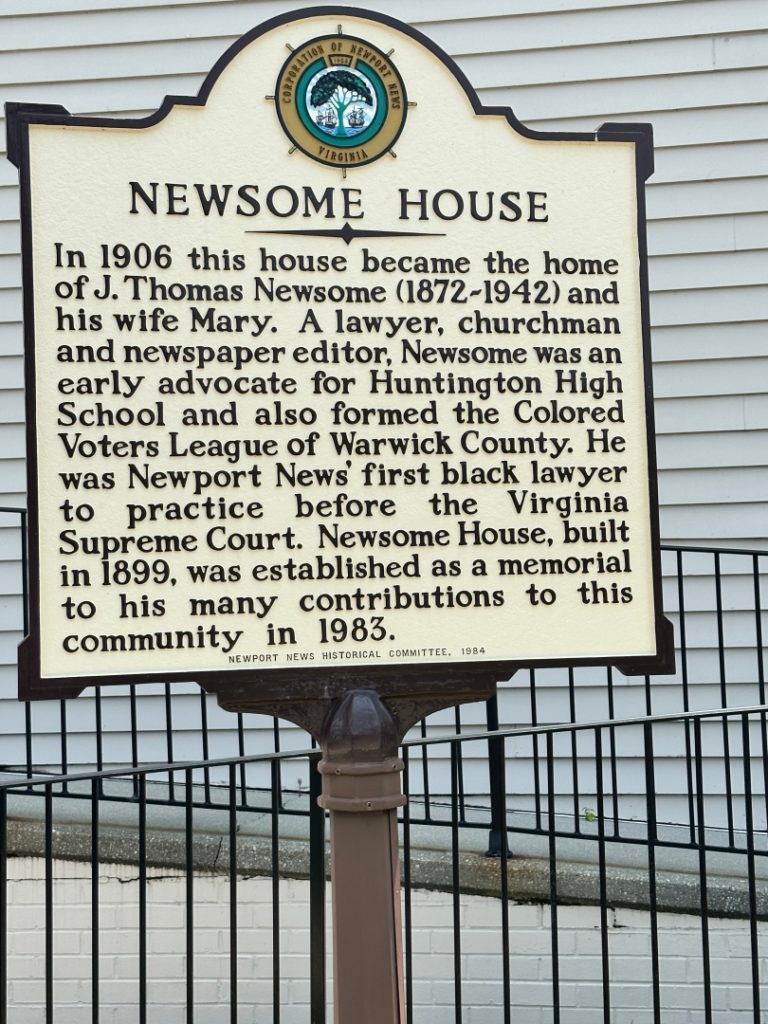 CORPORATION OF NEWPORT NEWS
VIRGINIA
NEWSOME HOUSE
In 1906 this house became the home
of J. Thomas Newsome (1872-1942) and
his wife Mary. A lawyer, churchman
and newspaper editor, Newsome was an
early advocate for Huntington High
School and also formed the Colored
Voters League of Warwick County. He
was Newport News' first black lawyer
to practice before the Virginia
Supreme Court. Newsome House, built
in 1899, was established as a memorial
to his many contributions to this
community in 1983.
NEWPORT NEWS HISTORICAL COMMITTEE, 1984